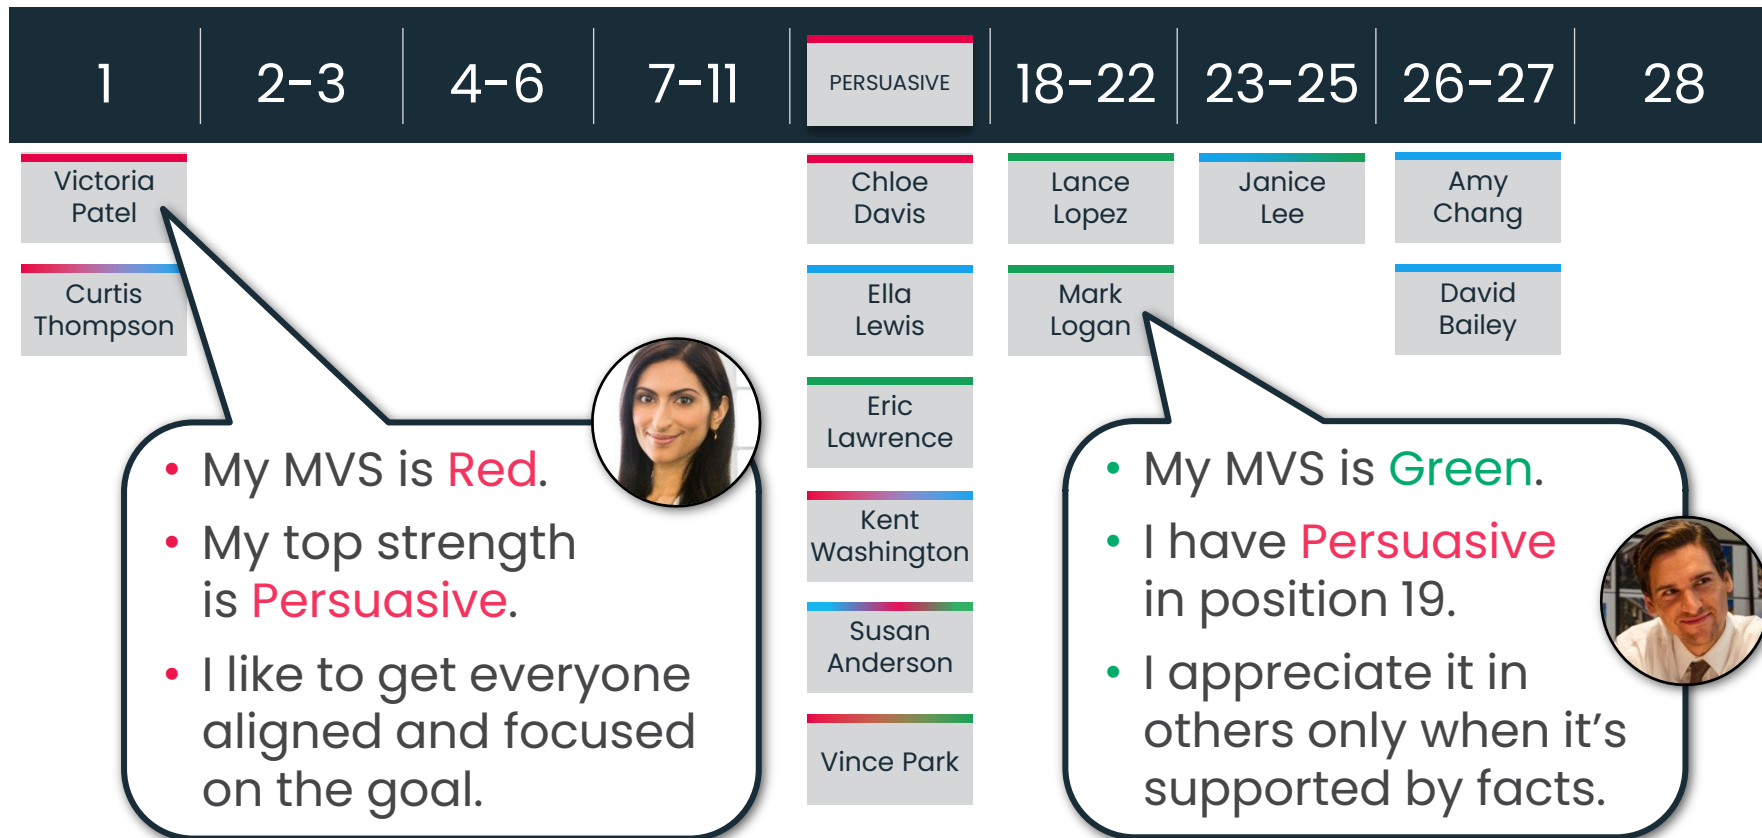 1
2-3
4-6
7-11
PERSUASIVE
18-22
23-25
26-27
28
Victoria
Patel
Curtis
Thompson
Chloe
Davis
Ella
Lewis
Eric
Lawrence
Kent
Washington
Susan
Anderson
Vince Park
Lance
Lopez
Mark
Logan
Janice
Lee
Amy
Chang
David
Bailey
• My MVS is Red.
• My top strength
is Persuasive.
• I like to get everyone
aligned and focused
on the goal.
• My MVS is Green.
• I have Persuasive
in position 19.
• I appreciate it in
others only when it’s
supported by facts.